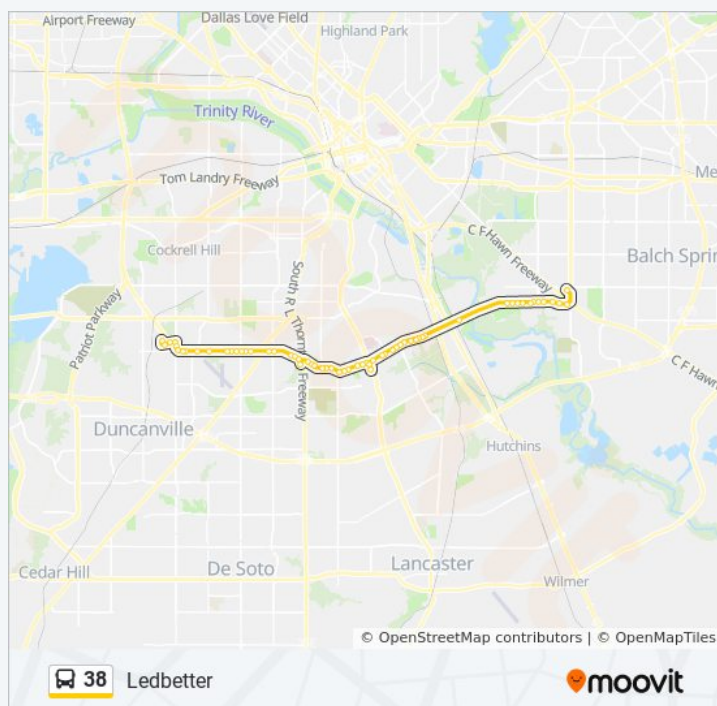 Airport Freeway
Dallas Love Field
Highland Park
Trinity River
Tom Landry Freeway
Me
C F Hawn Freeway
Cockrell Hill
Balch Sprin
South R L Thorn
Freeway
Patriot Parkway
C F Hawn
Duncanville
Hutchins
Cedar Hill
De Soto
Lancaster
Wilmer
© OpenStreetMap contributors | © OpenMapTiles
38 Ledbetter
moovit